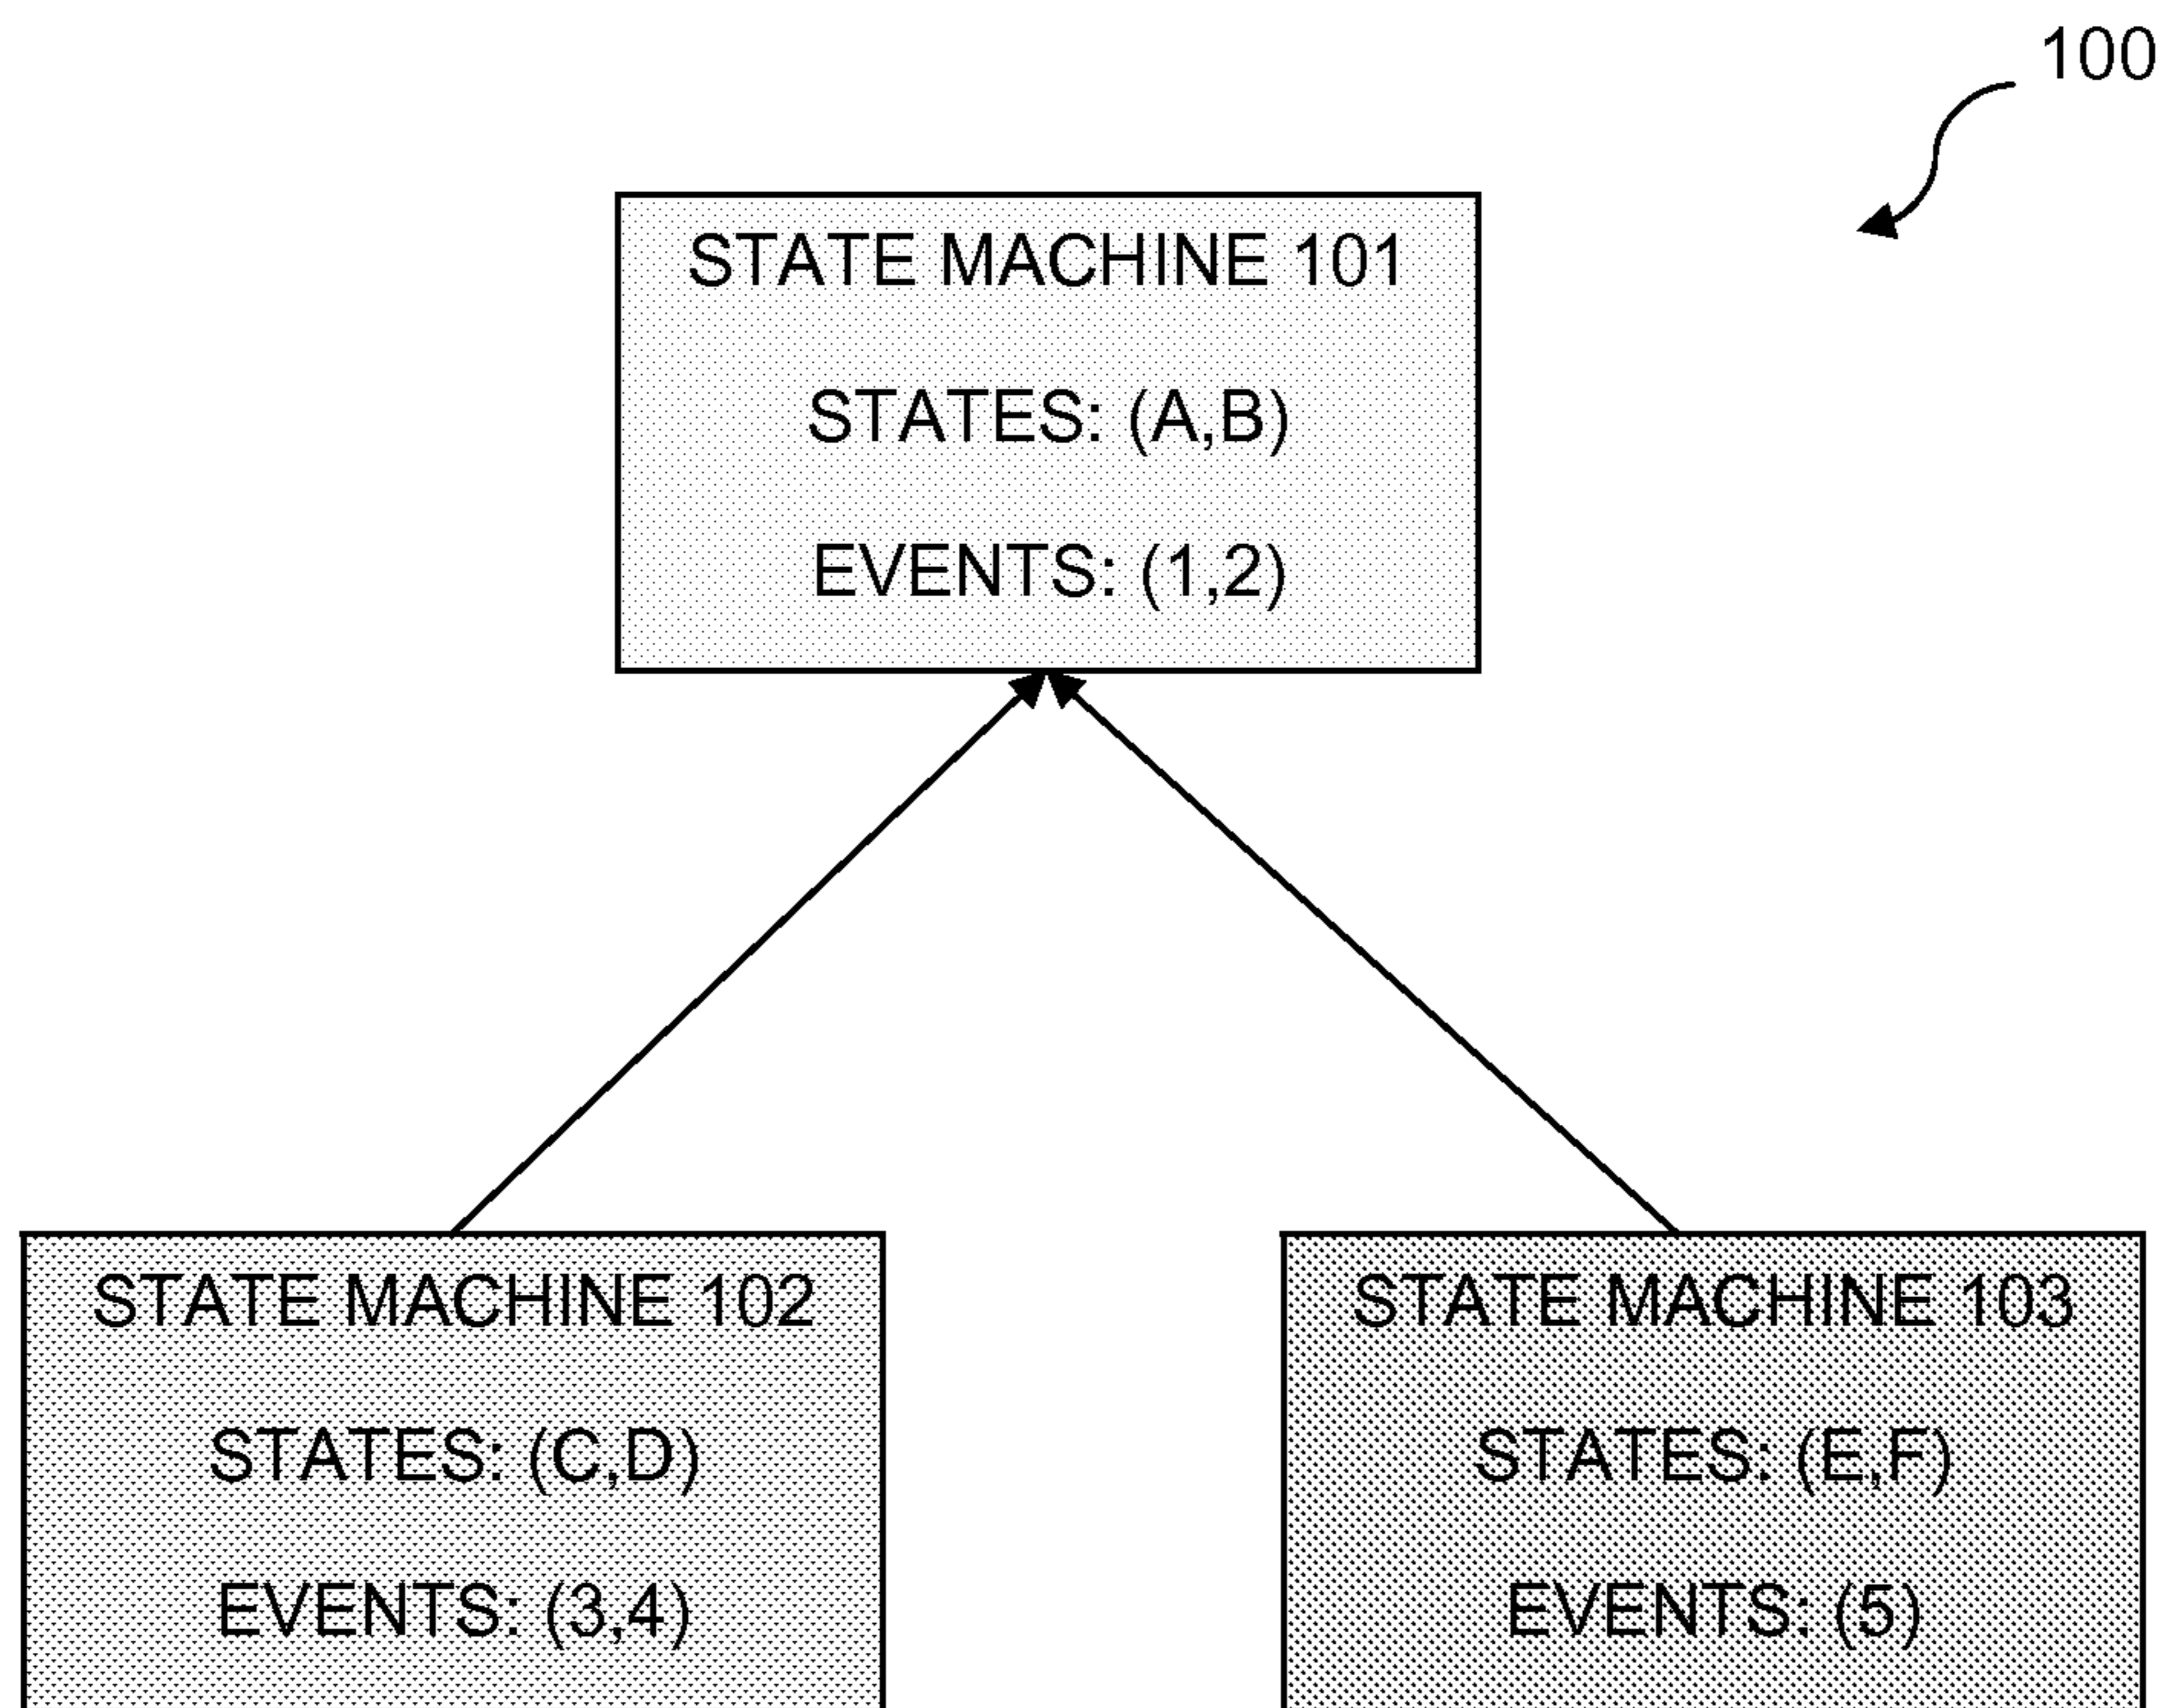 100
STATE MACHINE 101
STATES: (A,B)
EVENTS: (1,2)
STATE MACHINE 102
STATES: (C,D)
EVENTS: (3,4)
STATE MACHINE 103
STATES: (E,F)
EVENTS: (5)